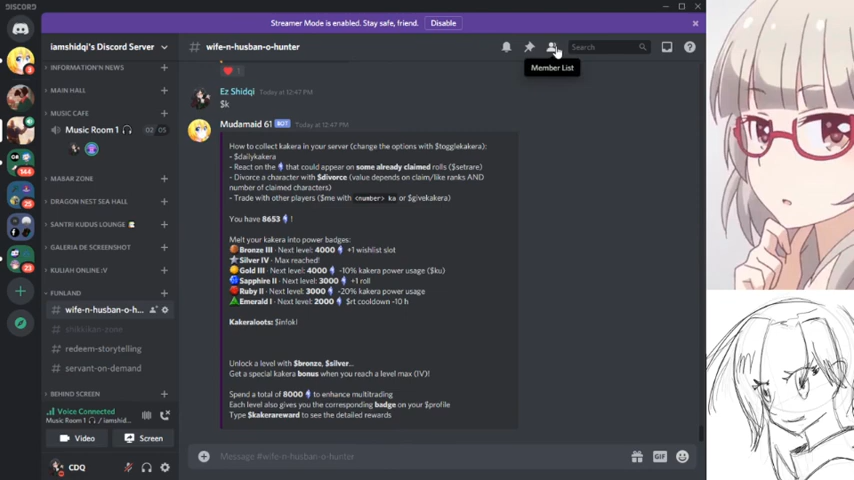 DISCORD
Streamer Mode is enabled. Stay safe, friend.
Disable
iamshidqi's Discord Server
# wife-n-husban-o-hunter
Search
Member List
INFORMATION'N NEWS
MAIN HALL
MUSIC CAFE
Music Room 1
02 05
MABAR ZONE
DRAGON NEST SEA HALL
SANTRI KUDUS LOUNGE
GALERIA DE SCREENSHOT
KULIAH ONLINE :V
FUNLAND
# wife-n-husban-o-h...
# shikikan-zone
# redeem-storytelling
# servant-on-demand
BEHIND SCREEN
Voice Connected
Music Room 1 / iamshid...
Video
Screen
CDQ
3
144
23
1
Ez Shidqi Today at 12:47 PM
$k
Mudamaid 61 BOT Today at 12:47 PM
How to collect kakera in your server (change the options with $togglekakera):
- $dailykakera
- React on the that could appear on some already claimed rolls ($setrare)
- Divorce a character with $divorce (value depends on claim/like ranks AND
number of claimed characters)
- Trade with other players ($me with <number> ka or $givekakera)
You have 8653 !
Melt your kakera into power badges:
Bronze III · Next level: 4000 +1 wishlist slot
Silver IV · Max reached!
Gold III · Next level: 4000 -10% kakera power usage ($ku)
Sapphire II · Next level: 3000 +1 roll
Ruby II · Next level: 3000 -20% kakera power usage
Emerald I · Next level: 2000 $rt cooldown -10 h
Kakeraloots: $infokl
Unlock a level with $bronze, $silver...
Get a special kakera bonus when you reach a level max (IV)!
Spend a total of 8000 to enhance multitrading
Each level also gives you the corresponding badge on your $profile
Type $kakerareward to see the detailed rewards
Message #wife-n-husban-o-hunter
GIF